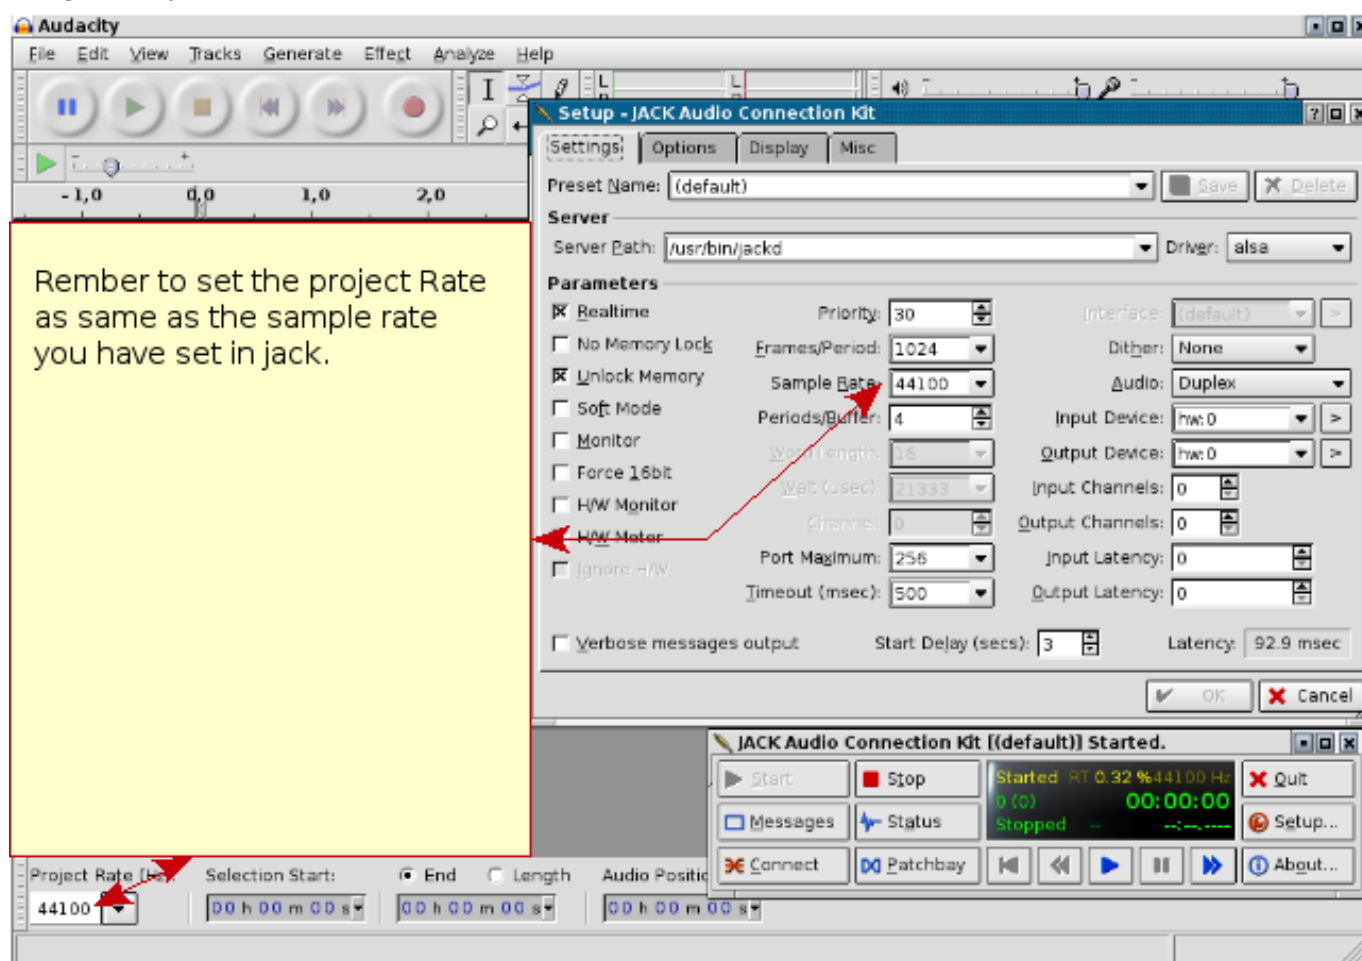 Audacity
File Edit View Tracks Generate Effect Analyze Help
L
L
Setup - JACK Audio Connection Kit
Settings Options Display Misc
-1,0 0,0 1,0 2,0
Preset Name: (default) Save Delete
Server
Server Path: /usr/bin/jackd Driver: alsa
Parameters
Rember to set the project Rate
as same as the sample rate
you have set in jack.
Realtime Priority: 30 Interface: (default) >
No Memory Lock Frames/Period: 1024 Dither: None
Unlock Memory Sample Rate: 44100 Audio: Duplex
Soft Mode Periods/Buffer: 4 Input Device: hw:0 >
Monitor Word Length: 16 Output Device: hw:0 >
Force 16bit Wait (usec): 21333 Input Channels: 0
H/W Monitor Channel: 0 Output Channels: 0
H/W Meter Port Maximum: 256 Input Latency: 0
Ignore H/W Timeout (msec): 500 Output Latency: 0
Verbose messages output Start Delay (secs): 3 Latency: 92.9 msec
OK Cancel
JACK Audio Connection Kit [(default)] Started.
Start Stop Started RT 0.32 % 44100 Hz Quit
Messages Status 0 (0) 00:00:00 Setup...
Stopped -- --:--.----
Connect Patchbay About...
Project Rate (Hz): Selection Start: End Length Audio Positio
44100 00 h 00 m 00 s 00 h 00 m 00 s 00 h 00 m 00 s